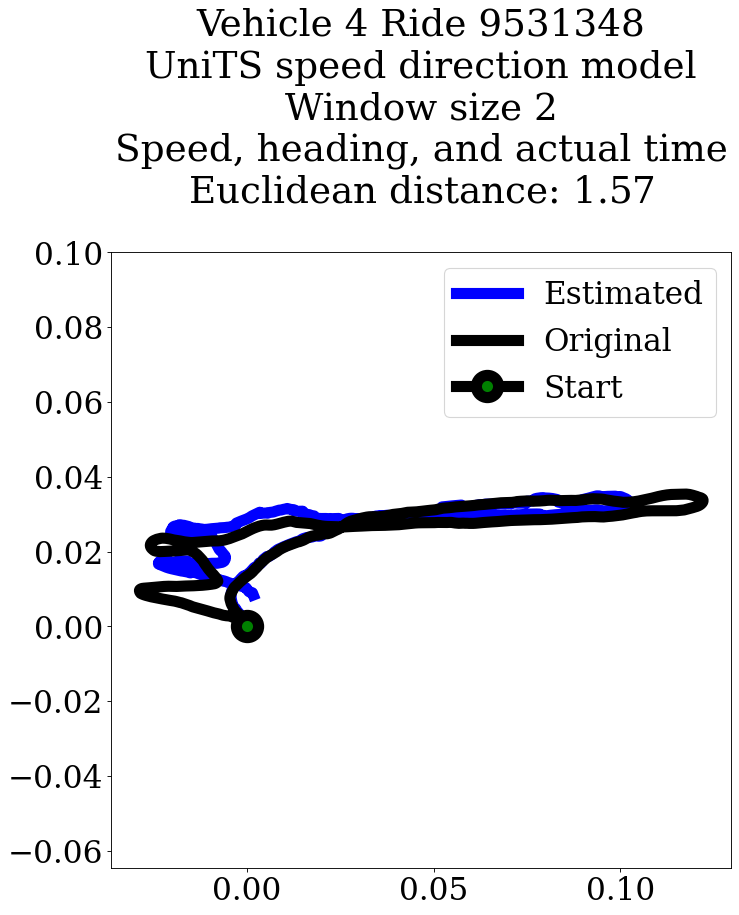 Vehicle 4 Ride 9531348
UniTS speed direction model
Window size 2
Speed, heading, and actual time
Euclidean distance: 1.57
0.10
0.08
0.06
0.04
0.02
0.00
−0.02
−0.04
−0.06
Estimated
Original
Start
0.00 0.05 0.10